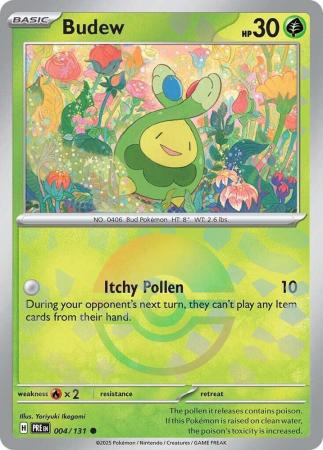 BASIC
Budew
HP 30
NO. 0406 Bud Pokémon HT: 8" WT: 2.6 lbs.
Itchy Pollen 10
During your opponent's next turn, they can't play any Item
cards from their hand.
weakness ×2 resistance retreat
Illus. Yoriyuki Ikegami
H PRE EN 004/131
The pollen it releases contains poison.
If this Pokémon is raised on clean water,
the poison's toxicity is increased.
©2025 Pokémon / Nintendo / Creatures / GAME FREAK